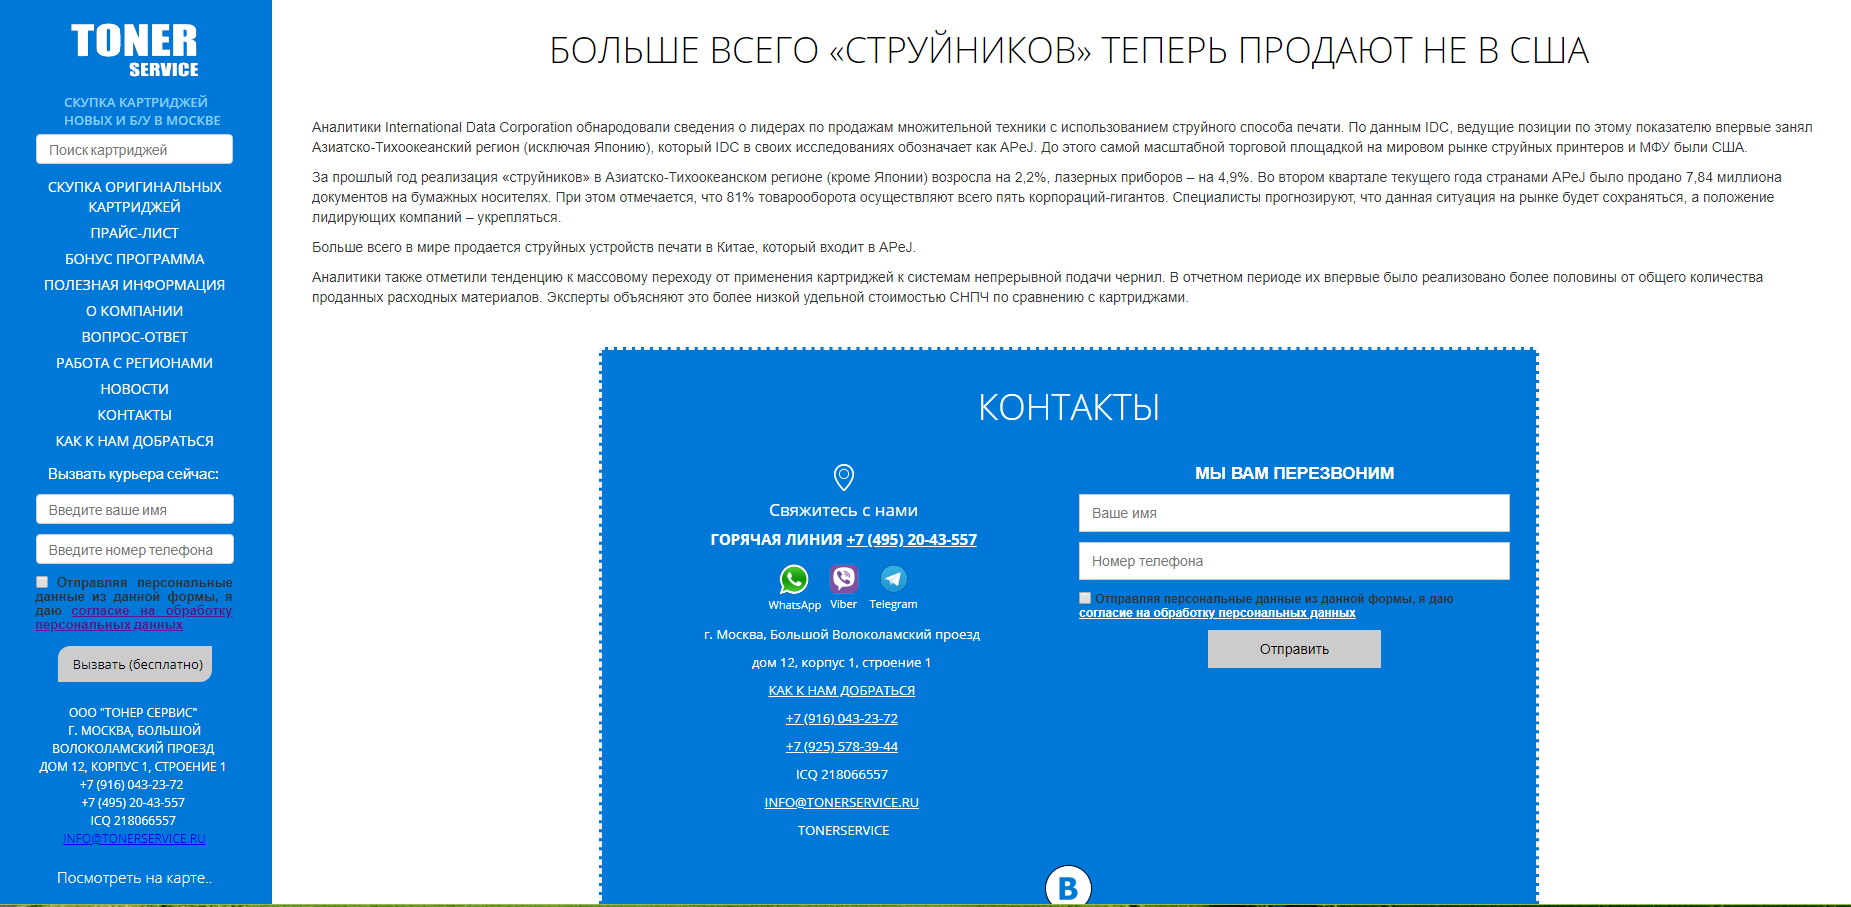 TONER
SERVICE
СКУПКА КАРТРИДЖЕЙ
НОВЫХ И Б/У В МОСКВЕ
Поиск картриджей
СКУПКА ОРИГИНАЛЬНЫХ
КАРТРИДЖЕЙ
ПРАЙС-ЛИСТ
БОНУС ПРОГРАММА
ПОЛЕЗНАЯ ИНФОРМАЦИЯ
О КОМПАНИИ
ВОПРОС-ОТВЕТ
РАБОТА С РЕГИОНАМИ
НОВОСТИ
КОНТАКТЫ
КАК К НАМ ДОБРАТЬСЯ
Вызвать курьера сейчас:
Введите ваше имя
Введите номер телефона
Отправляя персональные
данные из данной формы, я
даю согласие на обработку
персональных данных
Вызвать (бесплатно)
ООО "ТОНЕР СЕРВИС"
Г. МОСКВА, БОЛЬШОЙ
ВОЛОКОЛАМСКИЙ ПРОЕЗД
ДОМ 12, КОРПУС 1, СТРОЕНИЕ 1
+7 (916) 043-23-72
+7 (495) 20-43-557
ICQ 218066557
INFO@TONERSERVICE.RU
Посмотреть на карте..
БОЛЬШЕ ВСЕГО «СТРУЙНИКОВ» ТЕПЕРЬ ПРОДАЮТ НЕ В США
Аналитики International Data Corporation обнародовали сведения о лидерах по продажам множительной техники с использованием струйного способа печати. По данным IDC, ведущие позиции по этому показателю впервые занял
Азиатско-Тихоокеанский регион (исключая Японию), который IDC в своих исследованиях обозначает как APeJ. До этого самой масштабной торговой площадкой на мировом рынке струйных принтеров и МФУ были США.
За прошлый год реализация «струйников» в Азиатско-Тихоокеанском регионе (кроме Японии) возросла на 2,2%, лазерных приборов – на 4,9%. Во втором квартале текущего года странами APeJ было продано 7,84 миллиона
документов на бумажных носителях. При этом отмечается, что 81% товарооборота осуществляют всего пять корпораций-гигантов. Специалисты прогнозируют, что данная ситуация на рынке будет сохраняться, а положение
лидирующих компаний – укрепляться.
Больше всего в мире продается струйных устройств печати в Китае, который входит в APeJ.
Аналитики также отметили тенденцию к массовому переходу от применения картриджей к системам непрерывной подачи чернил. В отчетном периоде их впервые было реализовано более половины от общего количества
проданных расходных материалов. Эксперты объясняют это более низкой удельной стоимостью СНПЧ по сравнению с картриджами.
КОНТАКТЫ
Свяжитесь с нами
ГОРЯЧАЯ ЛИНИЯ +7 (495) 20-43-557
WhatsApp Viber Telegram
г. Москва, Большой Волоколамский проезд
дом 12, корпус 1, строение 1
КАК К НАМ ДОБРАТЬСЯ
+7 (916) 043-23-72
+7 (925) 578-39-44
ICQ 218066557
INFO@TONERSERVICE.RU
TONERSERVICE
МЫ ВАМ ПЕРЕЗВОНИМ
Ваше имя
Номер телефона
Отправляя персональные данные из данной формы, я даю
согласие на обработку персональных данных
Отправить
B